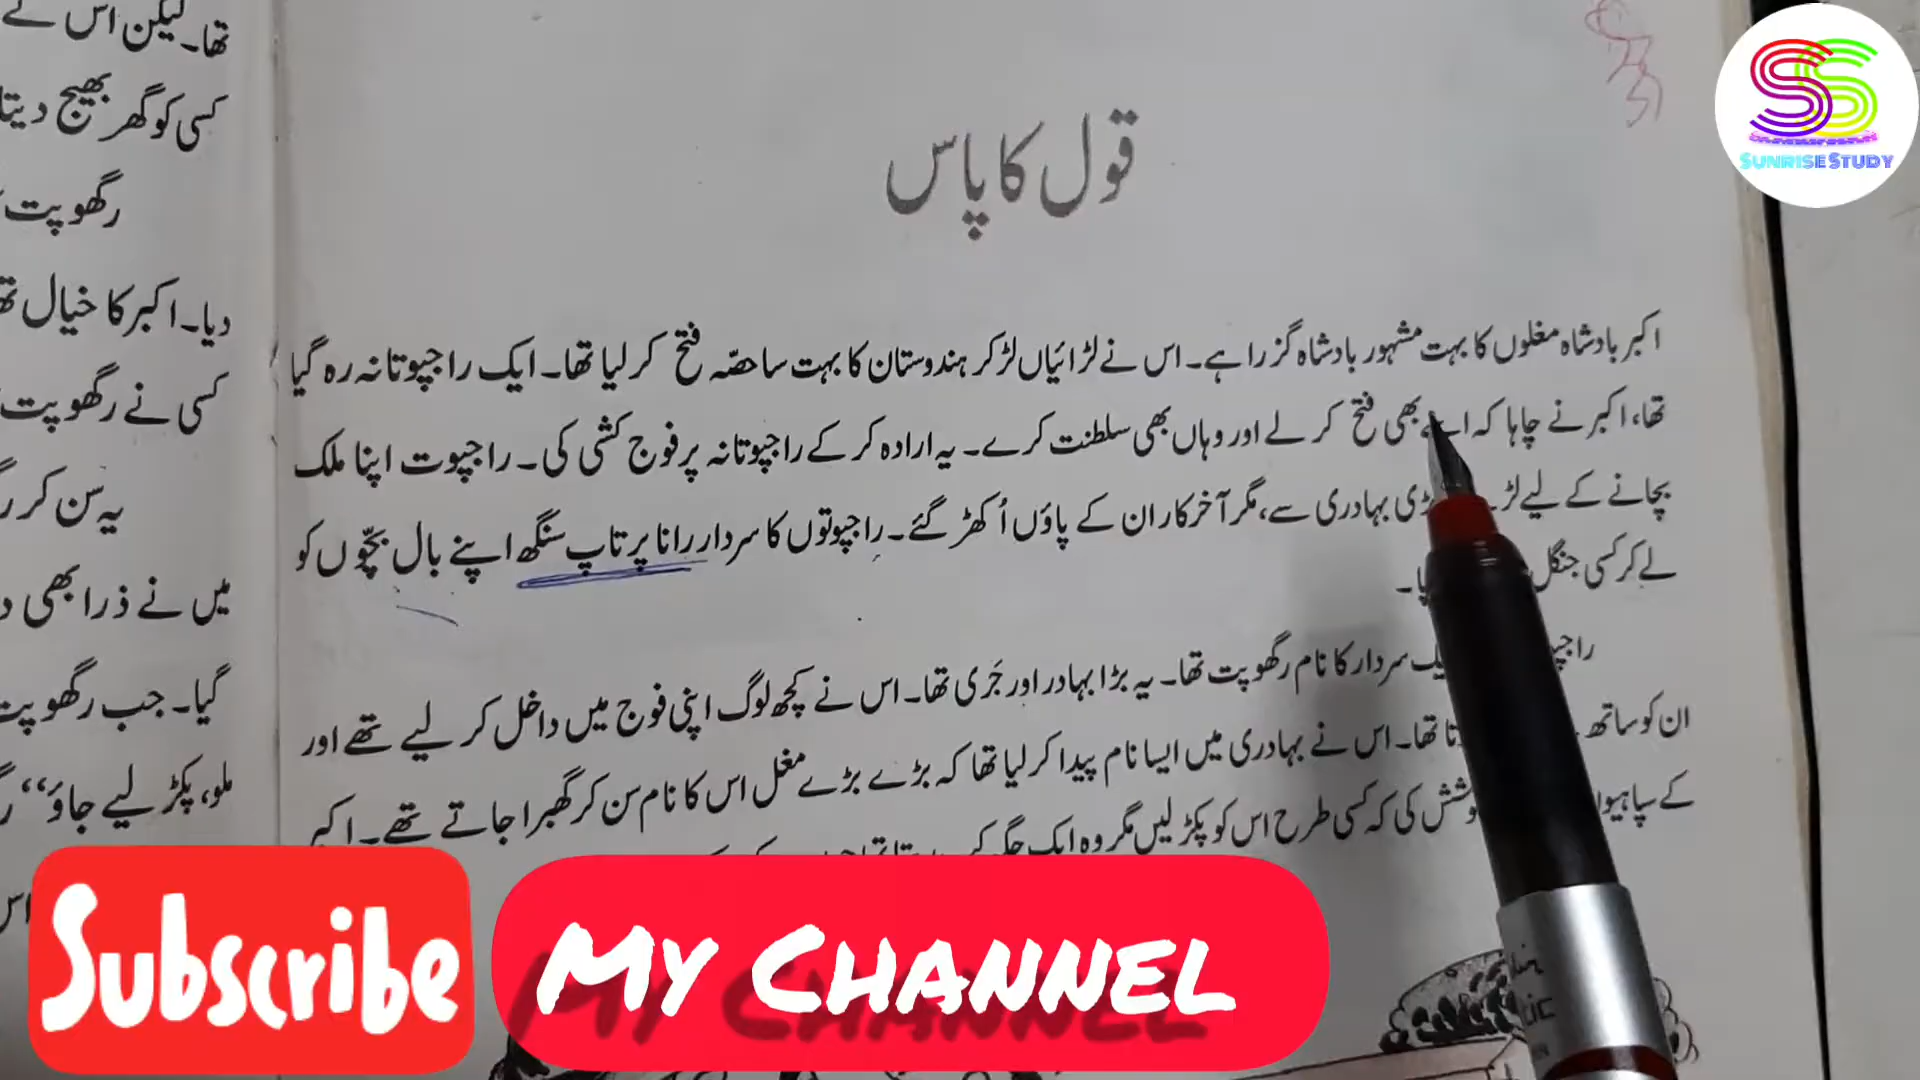 قول کا پاس
اکبر بادشاہ مغلوں کا بہت مشہور بادشاہ گزرا ہے۔ اس نے لڑائیاں لڑ کر ہندوستان کا بہت سا حصّہ فتح کر لیا تھا۔ ایک راجپوتانہ رہ گیا
تھا، اکبر نے چاہا کہ اسے بھی فتح کر لے اور وہاں بھی سلطنت کرے۔ یہ ارادہ کر کے راجپوتانہ پر فوج کشی کی۔ راجپوت اپنا ملک
بچانے کے لیے بہادری سے، مگر آخر کار ان کے پاؤں اُکھڑ گئے۔ راجپوتوں کا سردار رانا پرتاپ سنگھ اپنے بال بچّوں کو
لے کر کسی جنگل
سردار کا نام رگھوپت تھا۔ یہ بڑا بہادر اور جَری تھا۔ اس نے کچھ لوگ اپنی فوج میں داخل کر لیے تھے اور
ان کو ساتھ تھا۔ اس نے بہادری میں ایسا نام پیدا کر لیا تھا کہ بڑے بڑے مغل اس کا نام سن کر گھبرا جاتے تھے۔ اکبر
کے کی کہ کسی طرح اس کو پکڑ لیں مگر وہ ایک جگہ
تھا۔ لیکن اس نے
کسی کو گھر بھیج دیتا
رگھوپت
دیا۔ اکبر کا خیال
کسی نے رگھوپت
یہ سن کر
میں نے ذرا بھی
گیا۔ جب رگھوپت
ملو، پکڑ لیے جاؤ“
اس
SUNRISE STUDY
Subscribe
MY CHANNEL